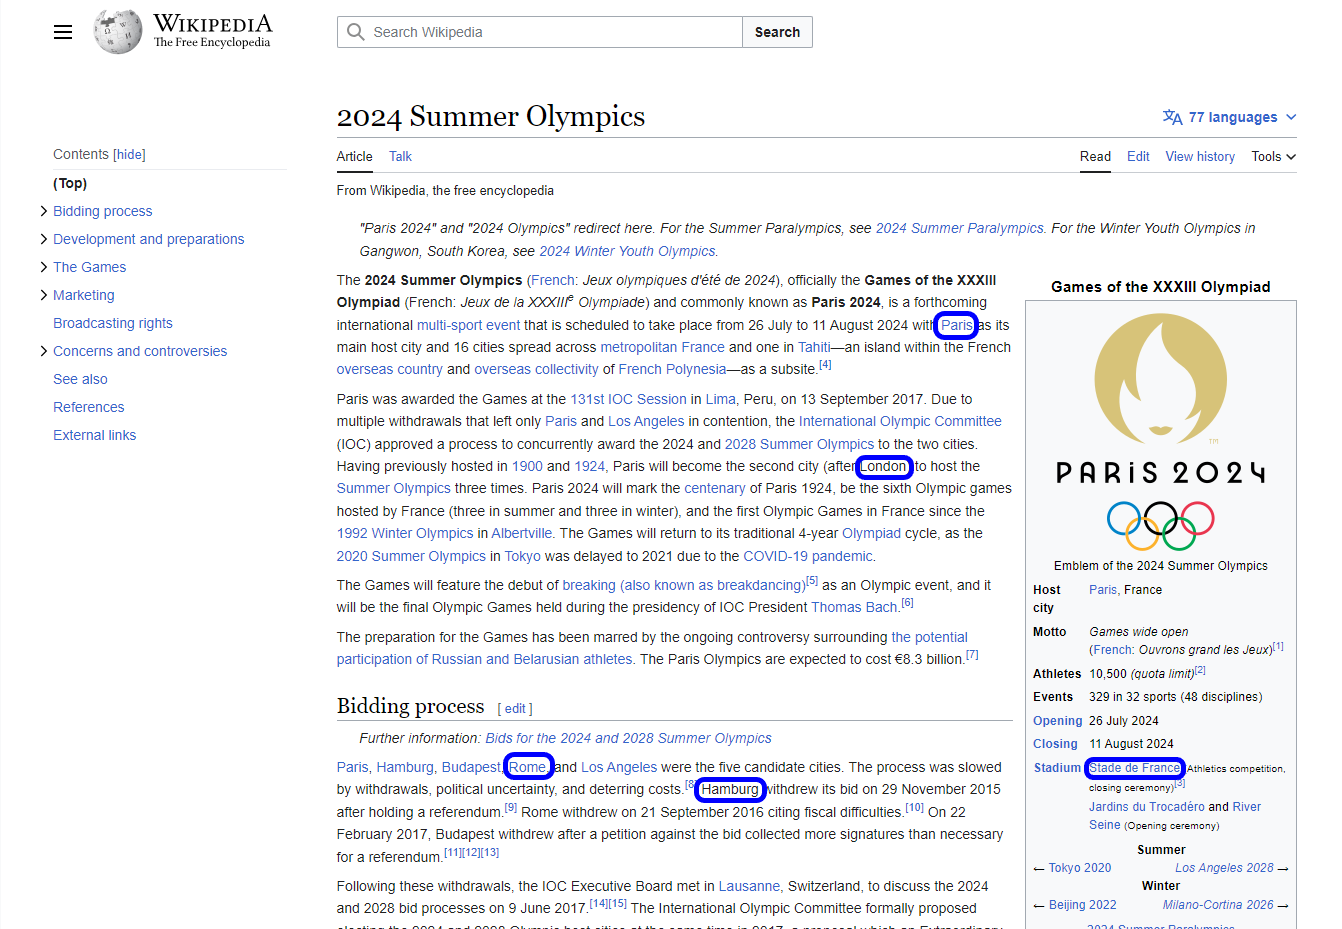 WIKIPEDIA
The Free Encyclopedia
Search Wikipedia
Search
2024 Summer Olympics
77 languages
Contents [hide]
(Top)
Bidding process
Development and preparations
The Games
Marketing
Broadcasting rights
Concerns and controversies
See also
References
External links
Article Talk
Read Edit View history Tools
From Wikipedia, the free encyclopedia
"Paris 2024" and "2024 Olympics" redirect here. For the Summer Paralympics, see 2024 Summer Paralympics. For the Winter Youth Olympics in
Gangwon, South Korea, see 2024 Winter Youth Olympics.
The 2024 Summer Olympics (French: Jeux olympiques d'été de 2024), officially the Games of the XXXIII
Olympiad (French: Jeux de la XXXIIIe Olympiade) and commonly known as Paris 2024, is a forthcoming
international multi-sport event that is scheduled to take place from 26 July to 11 August 2024 with Paris as its
main host city and 16 cities spread across metropolitan France and one in Tahiti—an island within the French
overseas country and overseas collectivity of French Polynesia—as a subsite.[4]
Paris was awarded the Games at the 131st IOC Session in Lima, Peru, on 13 September 2017. Due to
multiple withdrawals that left only Paris and Los Angeles in contention, the International Olympic Committee
(IOC) approved a process to concurrently award the 2024 and 2028 Summer Olympics to the two cities.
Having previously hosted in 1900 and 1924, Paris will become the second city (after London) to host the
Summer Olympics three times. Paris 2024 will mark the centenary of Paris 1924, be the sixth Olympic games
hosted by France (three in summer and three in winter), and the first Olympic Games in France since the
1992 Winter Olympics in Albertville. The Games will return to its traditional 4-year Olympiad cycle, as the
2020 Summer Olympics in Tokyo was delayed to 2021 due to the COVID-19 pandemic.
The Games will feature the debut of breaking (also known as breakdancing)[5] as an Olympic event, and it
will be the final Olympic Games held during the presidency of IOC President Thomas Bach.[6]
The preparation for the Games has been marred by the ongoing controversy surrounding the potential
participation of Russian and Belarusian athletes. The Paris Olympics are expected to cost €8.3 billion.[7]
Bidding process [ edit ]
Further information: Bids for the 2024 and 2028 Summer Olympics
Paris, Hamburg, Budapest, Rome, and Los Angeles were the five candidate cities. The process was slowed
by withdrawals, political uncertainty, and deterring costs.[8] Hamburg withdrew its bid on 29 November 2015
after holding a referendum.[9] Rome withdrew on 21 September 2016 citing fiscal difficulties.[10] On 22
February 2017, Budapest withdrew after a petition against the bid collected more signatures than necessary
for a referendum.[11][12][13]
Following these withdrawals, the IOC Executive Board met in Lausanne, Switzerland, to discuss the 2024
and 2028 bid processes on 9 June 2017.[14][15] The International Olympic Committee formally proposed
electing the 2024 and 2028 Olympic host cities at the same time in 2017, a proposal which an Extraordinary
Games of the XXXIII Olympiad
TM
PARIS 2024
Emblem of the 2024 Summer Olympics
Host city Paris, France
Motto Games wide open
(French: Ouvrons grand les Jeux)[1]
Athletes 10,500 (quota limit)[2]
Events 329 in 32 sports (48 disciplines)
Opening 26 July 2024
Closing 11 August 2024
Stadium Stade de France (Athletics competition,
closing ceremony)[3]
Jardins du Trocadéro and River
Seine (Opening ceremony)
Summer
← Tokyo 2020 Los Angeles 2028 →
Winter
← Beijing 2022 Milano-Cortina 2026 →
2024 Summer Paralympics